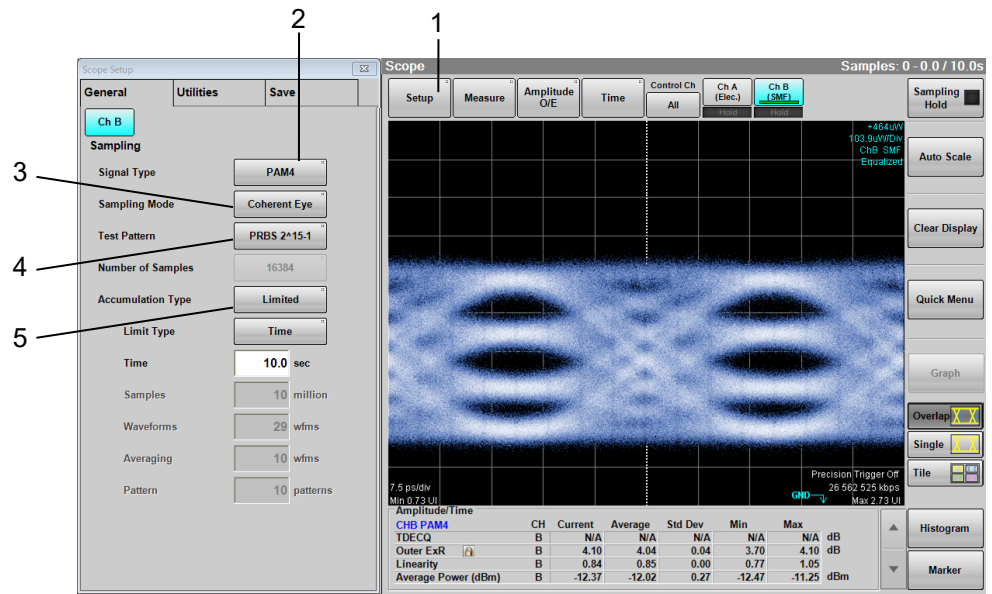 2
1
3
4
5
Scope Setup
General Utilities Save
Ch B
Sampling
Signal Type PAM4
Sampling Mode Coherent Eye
Test Pattern PRBS 2^15-1
Number of Samples 16384
Accumulation Type Limited
Limit Type Time
Time 10.0 sec
Samples 10 million
Waveforms 29 wfms
Averaging 10 wfms
Pattern 10 patterns
Scope Samples: 0 - 0.0 / 10.0s
Setup Measure Amplitude O/E Time
Control Ch
All
Ch A
(Elec.)
Hold
Ch B
(SMF)
Hold
Sampling
Hold
+464uW
103.9uW/Div
ChB SMF
Equalized
Auto Scale
Clear Display
Quick Menu
Graph
Overlap
Single
Tile
Precision Trigger Off
7.5 ps/div 26 562 525 kbps
Min 0.73 UI GND Max 2.73 UI
Amplitude/Time
CHB PAM4 CH Current Average Std Dev Min Max
TDECQ B N/A N/A N/A N/A N/A dB
Outer ExR B 4.10 4.04 0.04 3.70 4.10 dB
Linearity B 0.84 0.85 0.00 0.77 1.05
Average Power (dBm) B -12.37 -12.02 0.27 -12.47 -11.25 dBm
Histogram
Marker